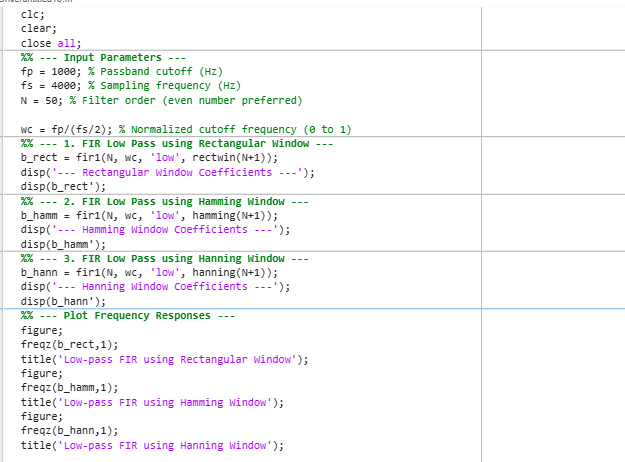 clc;
clear;
close all;
%% --- Input Parameters ---
fp = 1000; % Passband cutoff (Hz)
fs = 4000; % Sampling frequency (Hz)
N = 50; % Filter order (even number preferred)
wc = fp/(fs/2); % Normalized cutoff frequency (0 to 1)
%% --- 1. FIR Low Pass using Rectangular Window ---
b_rect = fir1(N, wc, 'low', rectwin(N+1));
disp('--- Rectangular Window Coefficients ---');
disp(b_rect');
%% --- 2. FIR Low Pass using Hamming Window ---
b_hamm = fir1(N, wc, 'low', hamming(N+1));
disp('--- Hamming Window Coefficients ---');
disp(b_hamm');
%% --- 3. FIR Low Pass using Hanning Window ---
b_hann = fir1(N, wc, 'low', hanning(N+1));
disp('--- Hanning Window Coefficients ---');
disp(b_hann');
%% --- Plot Frequency Responses ---
figure;
freqz(b_rect,1);
title('Low-pass FIR using Rectangular Window');
figure;
freqz(b_hamm,1);
title('Low-pass FIR using Hamming Window');
figure;
freqz(b_hann,1);
title('Low-pass FIR using Hanning Window');